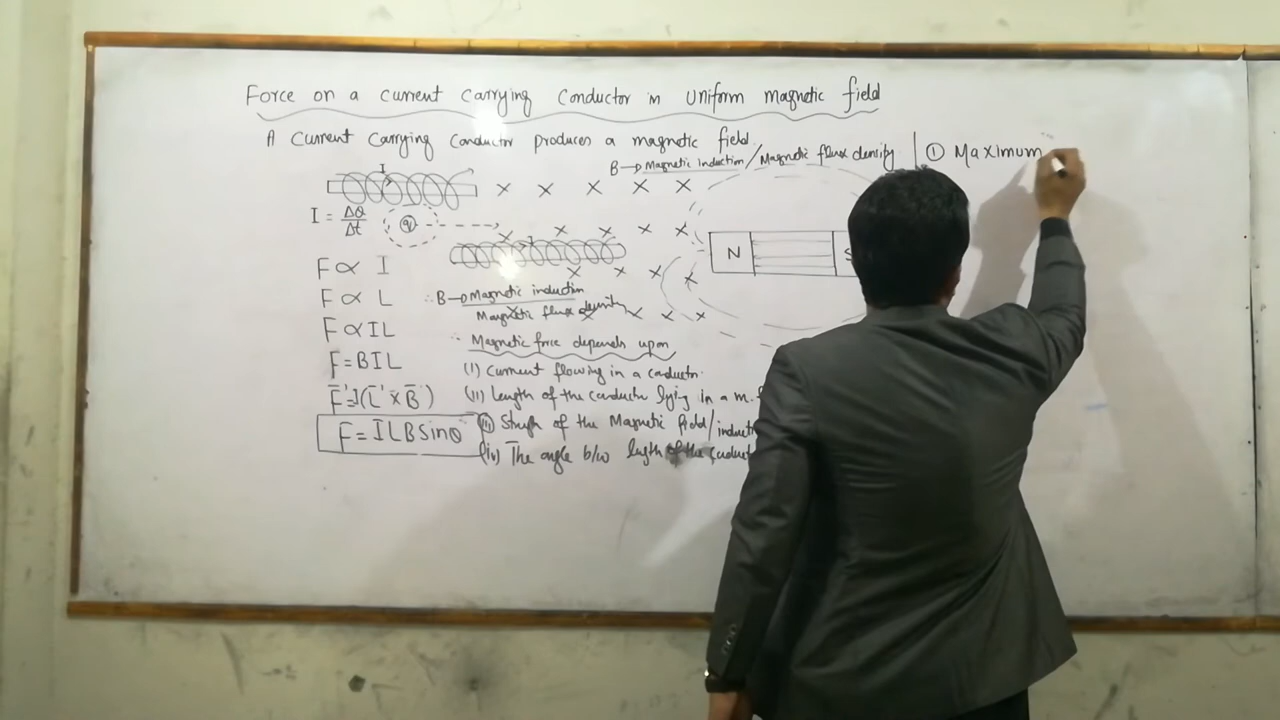 Force on a current carrying conductor in uniform magnetic field
A current carrying conductor produces a magnetic field.
B→ Magnetic induction / Magnetic flux density
① Maximum
I
I = ΔQ/Δt
q
I
N S
F ∝ I
F ∝ L
∴ B→ Magnetic induction
Magnetic flux density
F ∝ IL
∵ Magnetic force depends upon
F = BIL
(i) current flowing in a conductor.
F = I(L × B)
(ii) length of the conductor lying in a m.
F = ILB Sinθ
(iii) of the Magnetic field/
(iv) The angle b/w length of the